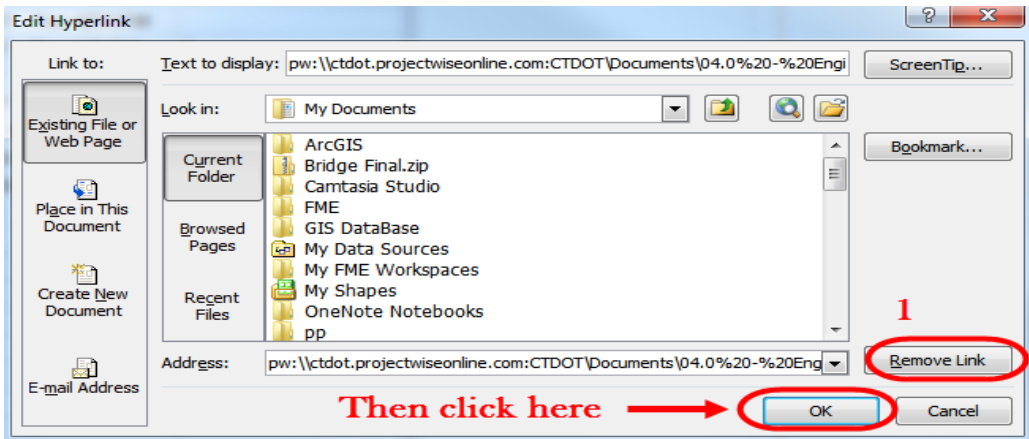 Edit Hyperlink
Link to:
Text to display: pw:\\ctdot.projectwiseonline.com:CTDOT\Documents\04.0%20-%20Engi
ScreenTip...
Existing File or
Web Page
Look in: My Documents
Current
Folder
ArcGIS
Bridge Final.zip
Camtasia Studio
FME
GIS DataBase
My Data Sources
My FME Workspaces
My Shapes
OneNote Notebooks
pp
Bookmark...
Place in This
Document
Browsed
Pages
Create New
Document
Recent
Files
1
Address: pw:\\ctdot.projectwiseonline.com:CTDOT\Documents\04.0%20-%20Eng
Remove Link
E-mail Address
Then click here
OK
Cancel